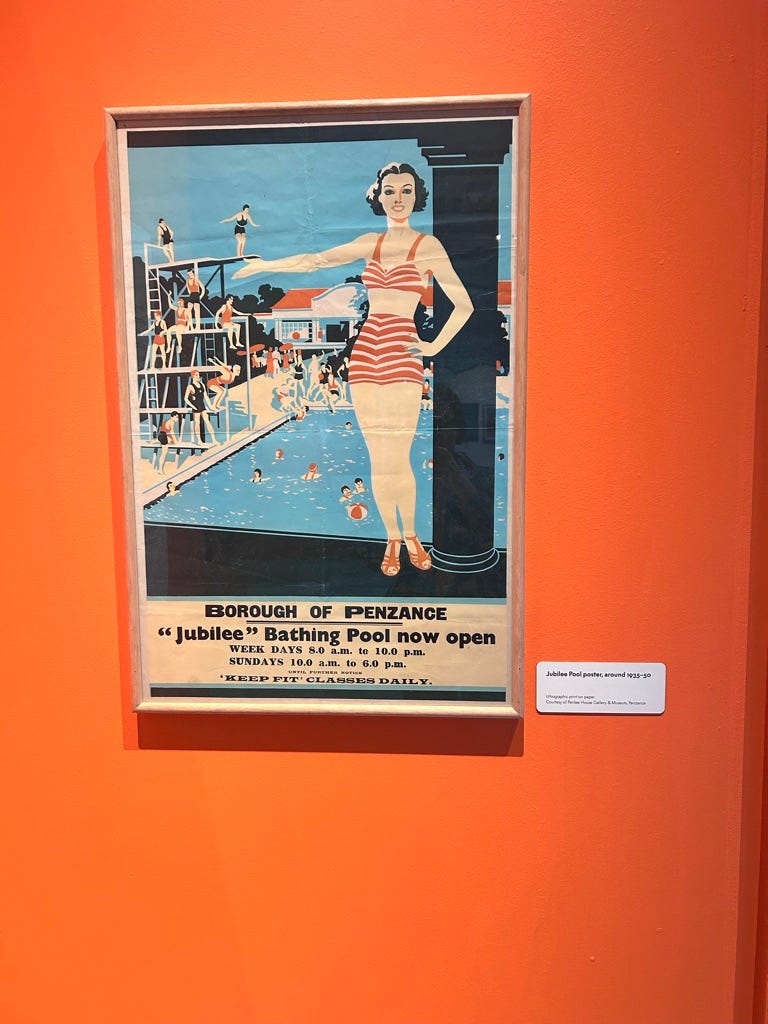 BOROUGH OF PENZANCE
“Jubilee” Bathing Pool now open
WEEK DAYS 8.0 a.m. to 10.0 p.m.
SUNDAYS 10.0 a.m. to 6.0 p.m.
UNTIL FURTHER NOTICE
‘KEEP FIT’ CLASSES DAILY.
Jubilee Pool poster, around 1935–50
Lithographic print on paper
Courtesy of Penlee House Gallery & Museum, Penzance